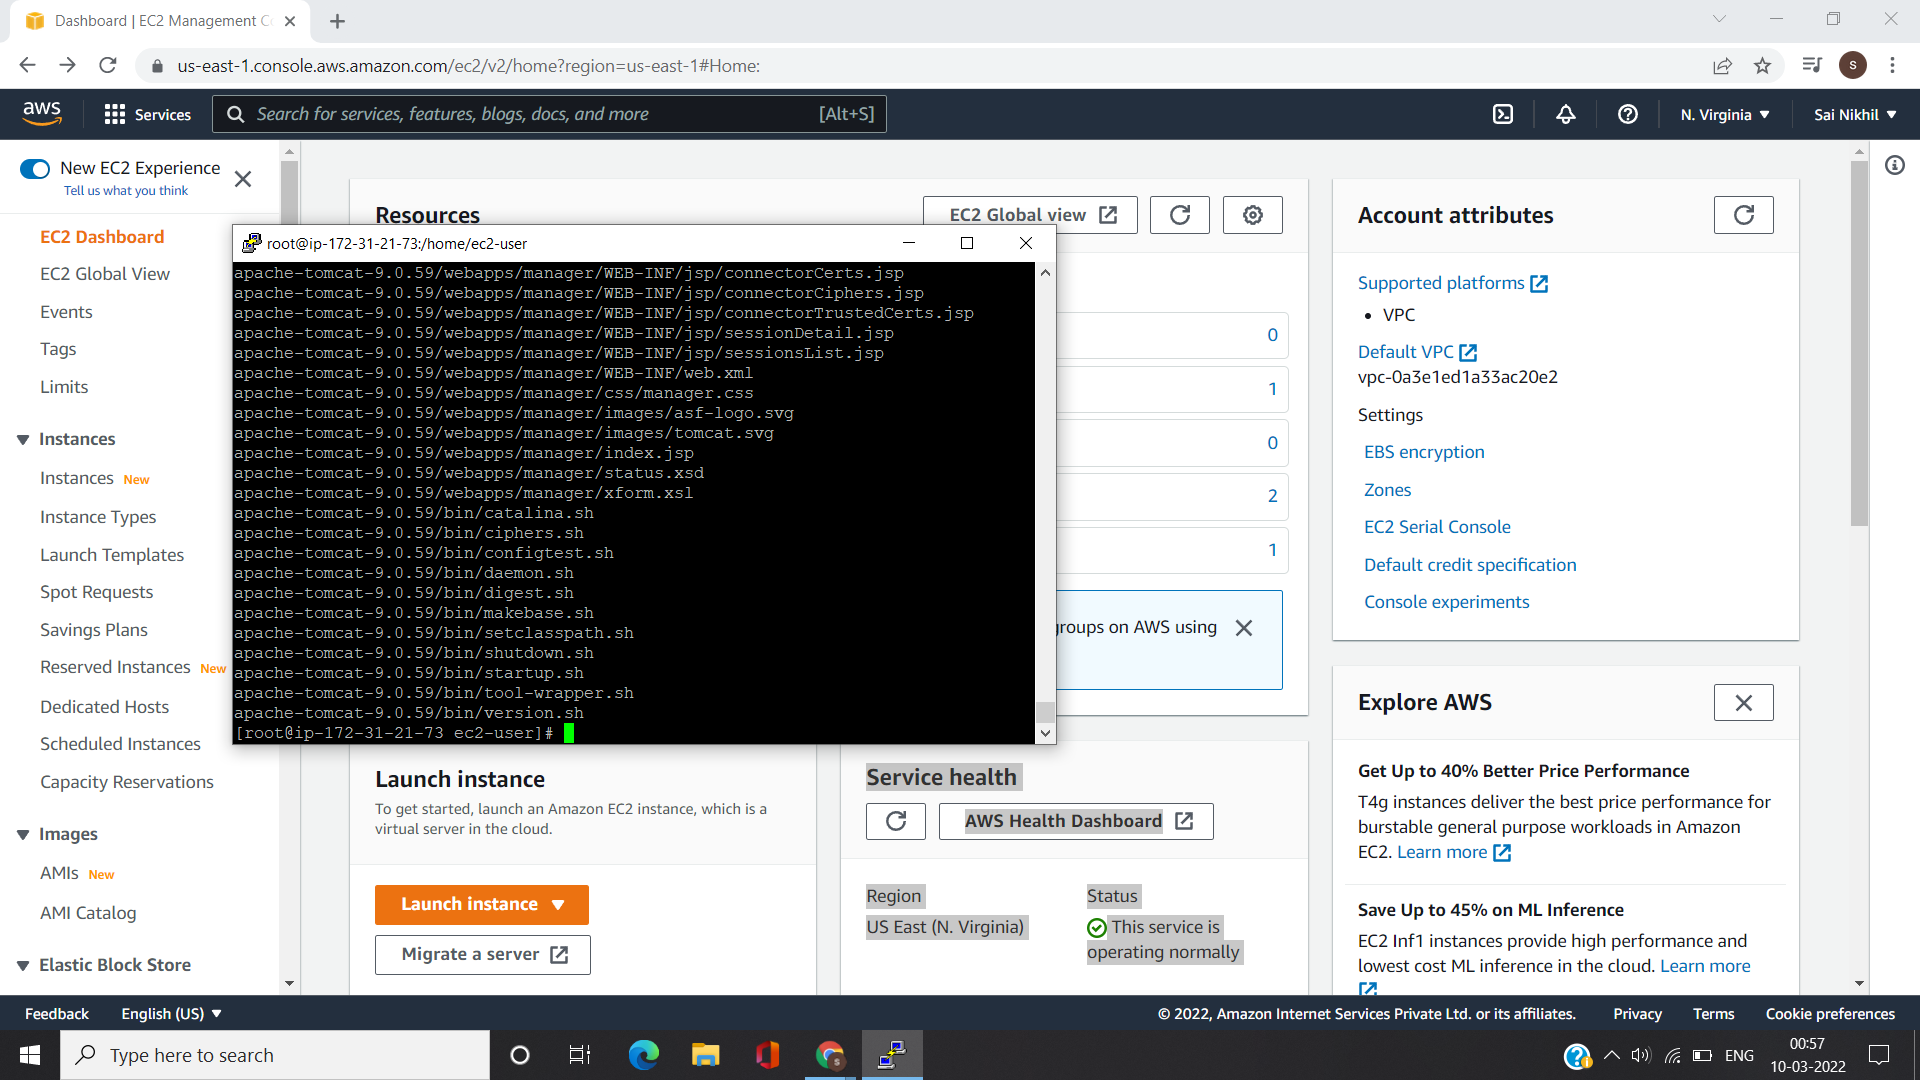 Dashboard | EC2 Management Co
us-east-1.console.aws.amazon.com/ec2/v2/home?region=us-east-1#Home:
S
aws
Services
Search for services, features, blogs, docs, and more
[Alt+S]
N. Virginia
Sai Nikhil
New EC2 Experience
Tell us what you think
EC2 Dashboard
EC2 Global View
Events
Tags
Limits
Instances
Instances New
Instance Types
Launch Templates
Spot Requests
Savings Plans
Reserved Instances New
Dedicated Hosts
Scheduled Instances
Capacity Reservations
Images
AMIs New
AMI Catalog
Elastic Block Store
Resources
EC2 Global view
root@ip-172-31-21-73:/home/ec2-user
apache-tomcat-9.0.59/webapps/manager/WEB-INF/jsp/connectorCerts.jsp
apache-tomcat-9.0.59/webapps/manager/WEB-INF/jsp/connectorCiphers.jsp
apache-tomcat-9.0.59/webapps/manager/WEB-INF/jsp/connectorTrustedCerts.jsp
apache-tomcat-9.0.59/webapps/manager/WEB-INF/jsp/sessionDetail.jsp
apache-tomcat-9.0.59/webapps/manager/WEB-INF/jsp/sessionsList.jsp
apache-tomcat-9.0.59/webapps/manager/WEB-INF/web.xml
apache-tomcat-9.0.59/webapps/manager/css/manager.css
apache-tomcat-9.0.59/webapps/manager/images/asf-logo.svg
apache-tomcat-9.0.59/webapps/manager/images/tomcat.svg
apache-tomcat-9.0.59/webapps/manager/index.jsp
apache-tomcat-9.0.59/webapps/manager/status.xsd
apache-tomcat-9.0.59/webapps/manager/xform.xsl
apache-tomcat-9.0.59/bin/catalina.sh
apache-tomcat-9.0.59/bin/ciphers.sh
apache-tomcat-9.0.59/bin/configtest.sh
apache-tomcat-9.0.59/bin/daemon.sh
apache-tomcat-9.0.59/bin/digest.sh
apache-tomcat-9.0.59/bin/makebase.sh
apache-tomcat-9.0.59/bin/setclasspath.sh
apache-tomcat-9.0.59/bin/shutdown.sh
apache-tomcat-9.0.59/bin/startup.sh
apache-tomcat-9.0.59/bin/tool-wrapper.sh
apache-tomcat-9.0.59/bin/version.sh
[root@ip-172-31-21-73 ec2-user]#
0
1
0
2
1
groups on AWS using
Launch instance
To get started, launch an Amazon EC2 instance, which is a
virtual server in the cloud.
Launch instance
Migrate a server
Service health
AWS Health Dashboard
Region
US East (N. Virginia)
Status
This service is
operating normally
Account attributes
Supported platforms
• VPC
Default VPC
vpc-0a3e1ed1a33ac20e2
Settings
EBS encryption
Zones
EC2 Serial Console
Default credit specification
Console experiments
Explore AWS
Get Up to 40% Better Price Performance
T4g instances deliver the best price performance for
burstable general purpose workloads in Amazon
EC2. Learn more
Save Up to 45% on ML Inference
EC2 Inf1 instances provide high performance and
lowest cost ML inference in the cloud. Learn more
Feedback
English (US)
© 2022, Amazon Internet Services Private Ltd. or its affiliates.
Privacy
Terms
Cookie preferences
Type here to search
ENG
00:57
10-03-2022